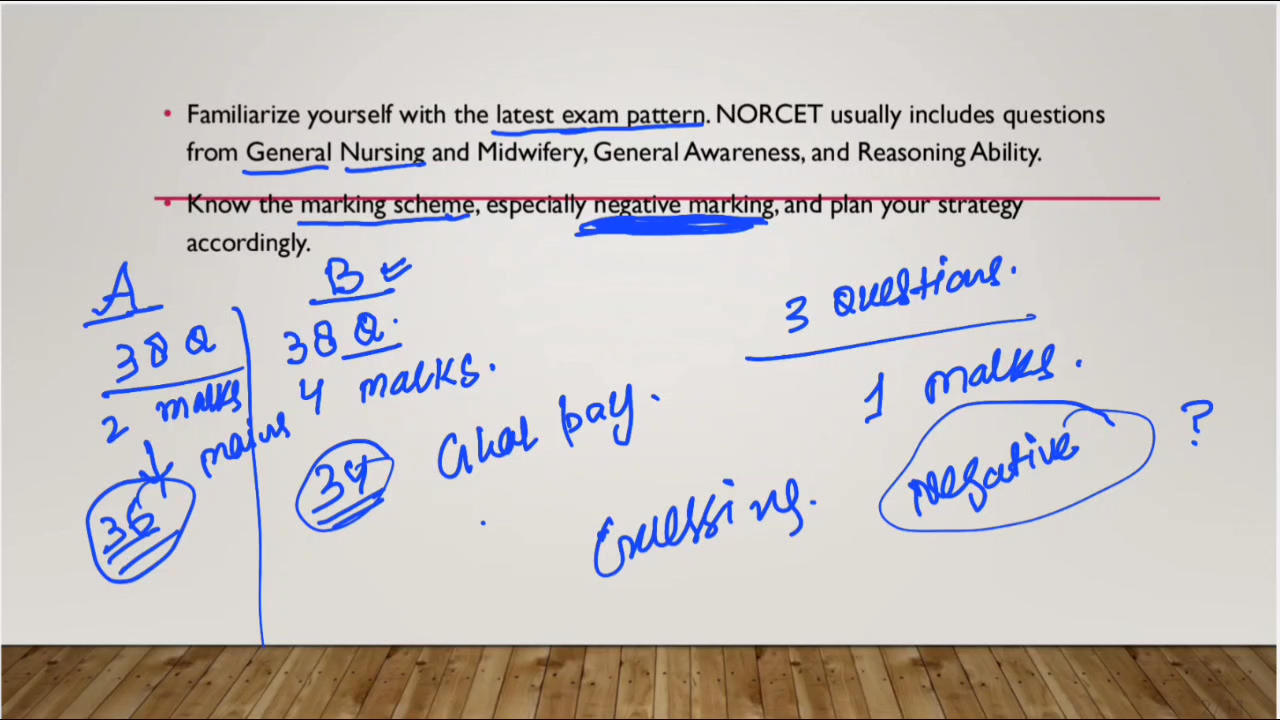 • Familiarize yourself with the latest exam pattern. NORCET usually includes questions
from General Nursing and Midwifery, General Awareness, and Reasoning Ability.
• Know the marking scheme, especially negative marking, and plan your strategy
accordingly.
A
38 Q
2 marks
mains
36
B
38 Q.
4 marks.
34
pay.
3 Questions.
1 marks.
negative ?
Guessing.